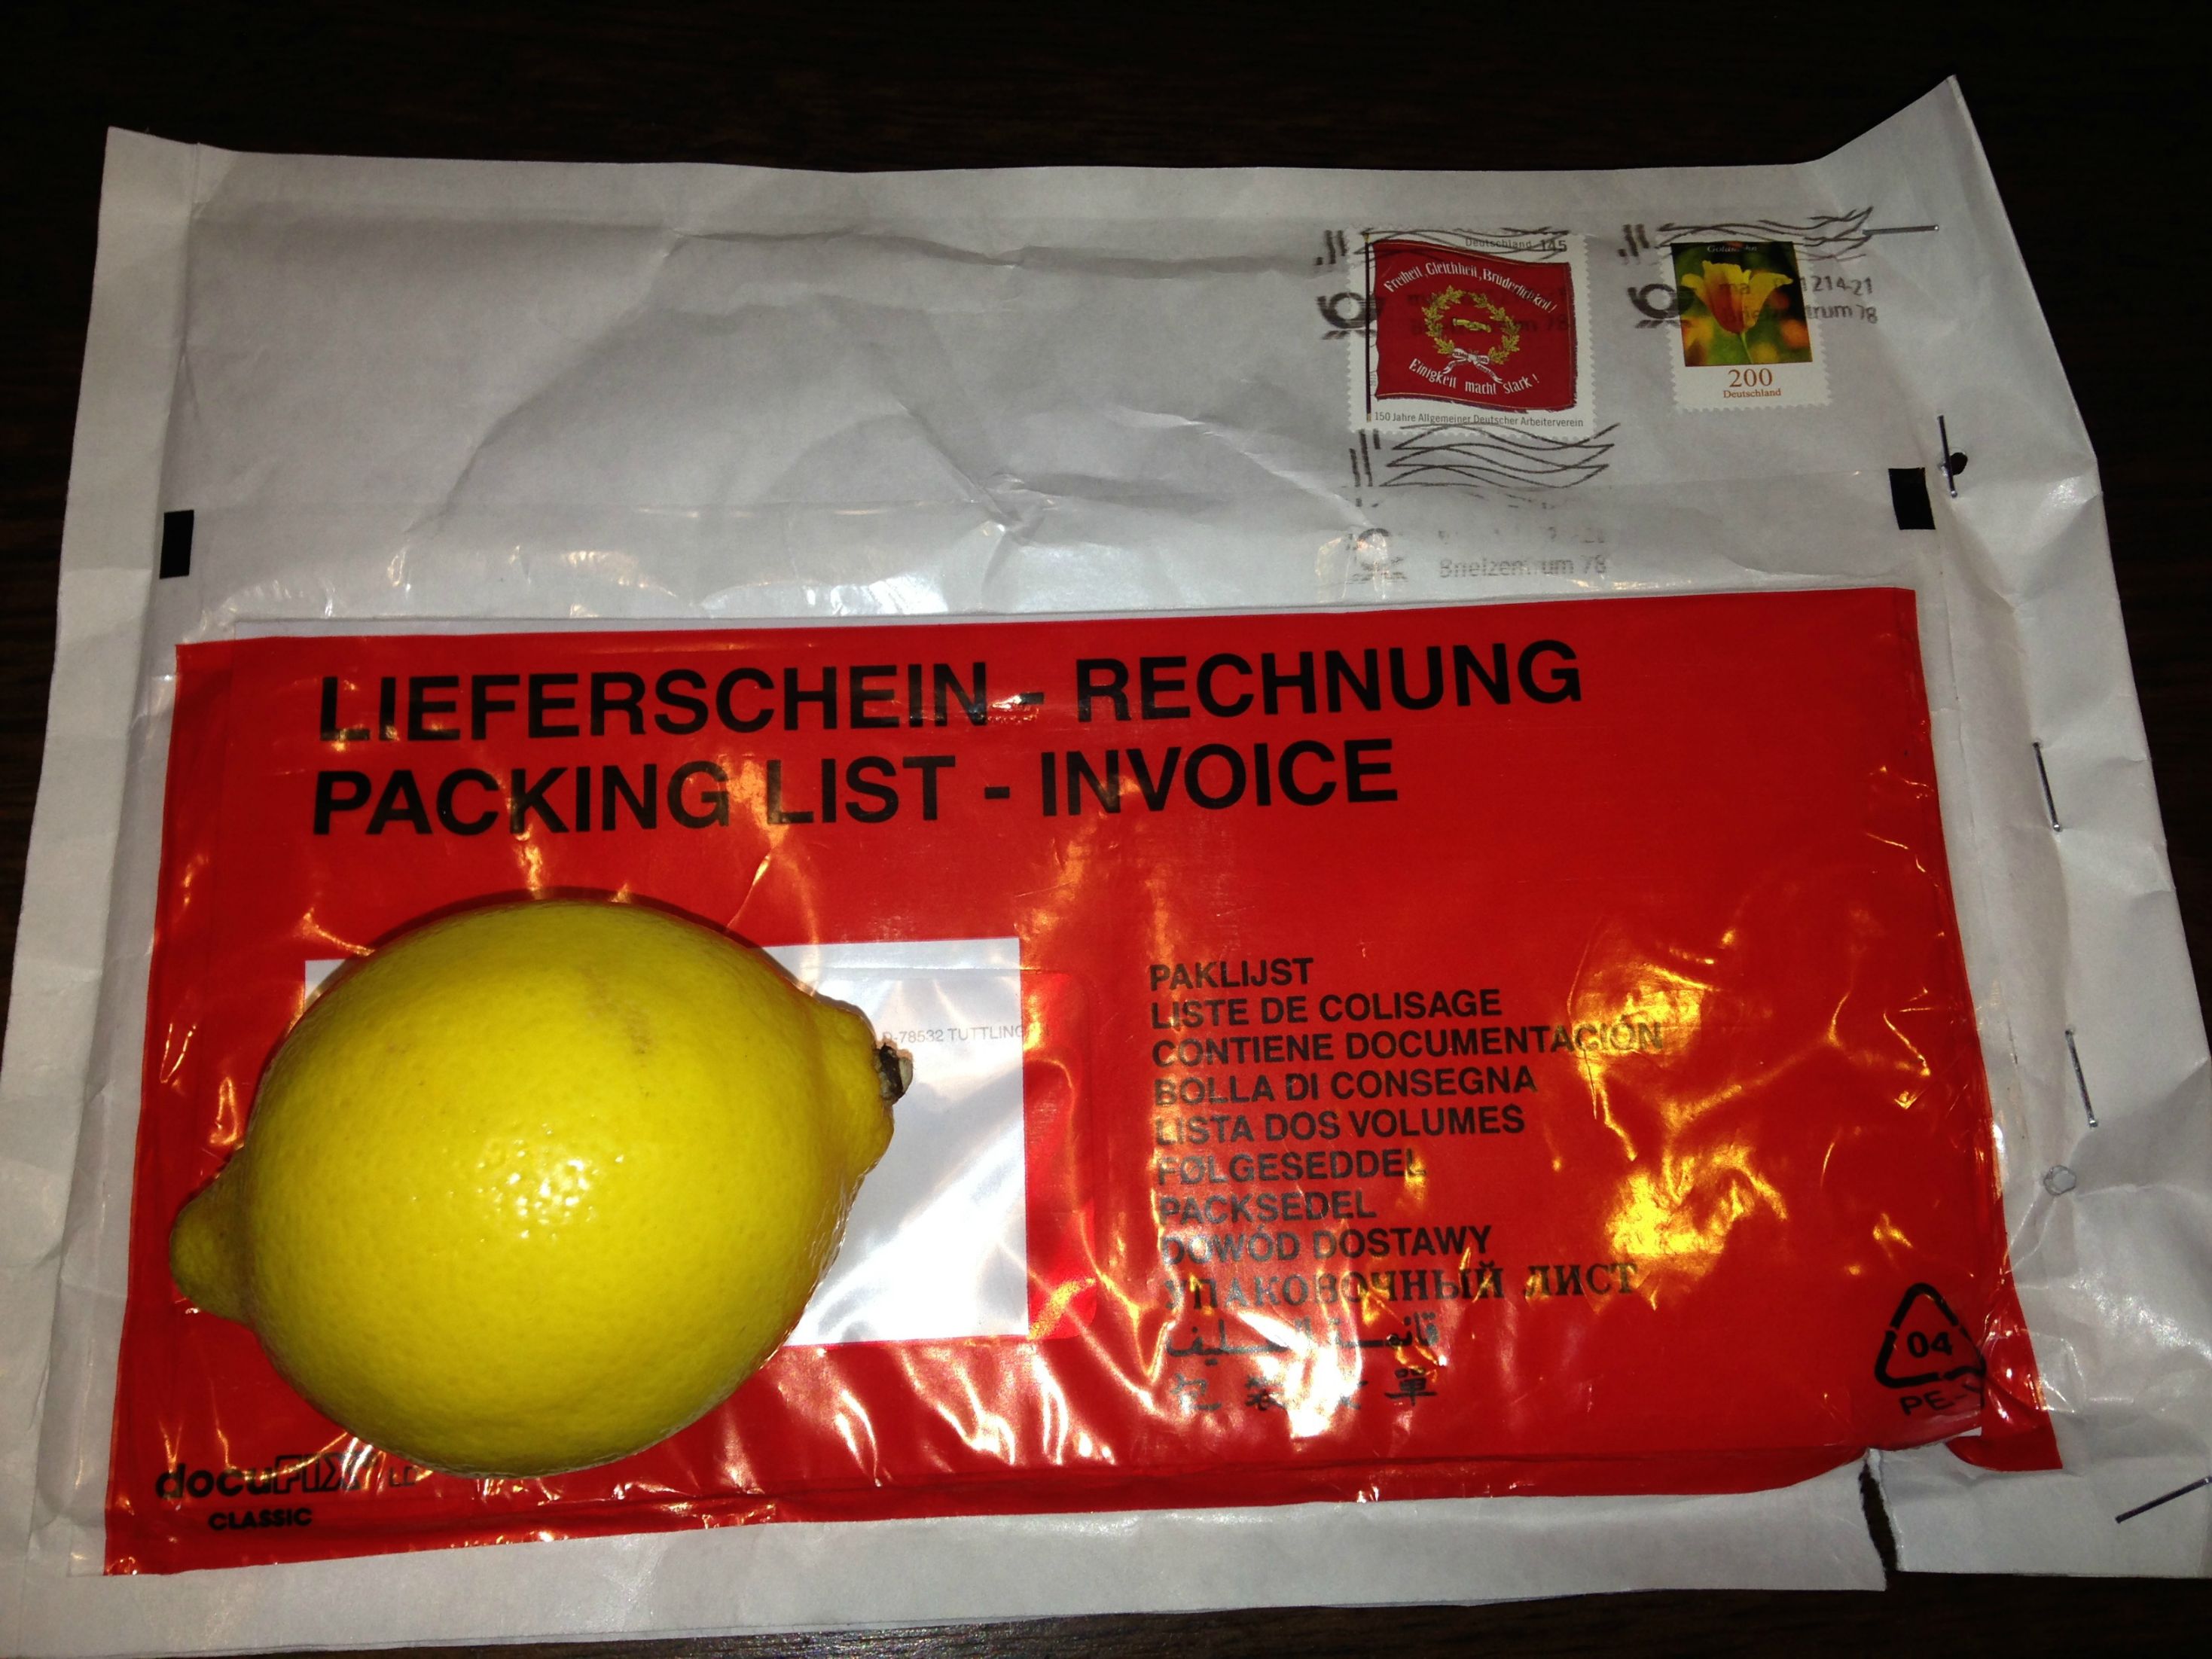 Deutschland 145
Freiheit, Gleichheit, Brüderlichkeit!
Einigkeit macht stark!
150 Jahre Allgemeiner Deutscher Arbeiterverein
200
Deutschland
Briefzentrum 78
LIEFERSCHEIN - RECHNUNG
PACKING LIST - INVOICE
D-78532 TUTTLING
PAKLIJST
LISTE DE COLISAGE
CONTIENE DOCUMENTACIÓN
BOLLA DI CONSEGNA
LISTA DOS VOLUMES
FØLGESEDDEL
PACKSEDEL
DOWÓD DOSTAWY
УПАКОВОЧНЫЙ ЛИСТ
04
docuFIX
CLASSIC